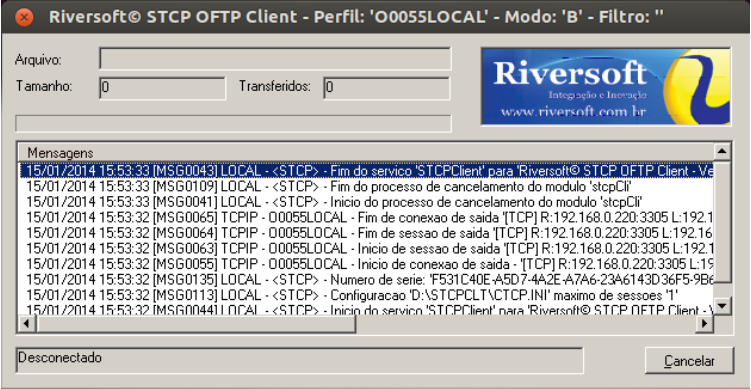 Riversoft© STCP OFTP Client - Perfil: 'O0055LOCAL' - Modo: 'B' - Filtro: ''
Arquivo:
Tamanho: 0 Transferidos: 0
Riversoft
Integração e Inovação
www.riversoft.com.br
Mensagens
15/01/2014 15:53:33 [MSG0043] LOCAL - <STCP> - Fim do servico 'STCPClient' para 'Riversoft© STCP OFTP Client - Ve
15/01/2014 15:53:33 [MSG0109] LOCAL - <STCP> - Fim do processo de cancelamento do modulo 'stcpCli'
15/01/2014 15:53:33 [MSG0041] LOCAL - <STCP> - Inicio do processo de cancelamento do modulo 'stcpCli'
15/01/2014 15:53:32 [MSG0065] TCPIP - O0055LOCAL - Fim de conexao de saida '[TCP] R:192.168.0.220:3305 L:192.1
15/01/2014 15:53:32 [MSG0064] TCPIP - O0055LOCAL - Fim de sessao de saida '[TCP] R:192.168.0.220:3305 L:192.16
15/01/2014 15:53:32 [MSG0063] TCPIP - O0055LOCAL - Inicio de sessao de saida '[TCP] R:192.168.0.220:3305 L:192.
15/01/2014 15:53:32 [MSG0055] TCPIP - O0055LOCAL - Inicio de conexao de saida - '[TCP] R:192.168.0.220:3305 L:19
15/01/2014 15:53:32 [MSG0135] LOCAL - <STCP> - Numero de serie: 'F531C40E-A5D7-4A2E-A7A6-23A6143D36F5-9B6
15/01/2014 15:53:32 [MSG0113] LOCAL - <STCP> - Configuracao 'D:\STCPCLT\CTCP.INI' maximo de sessoes '1'
15/01/2014 15:53:32 [MSG0044] LOCAL - <STCP> - Inicio do servico 'STCPClient' para 'Riversoft© STCP OFTP Client -
Desconectado
Cancelar